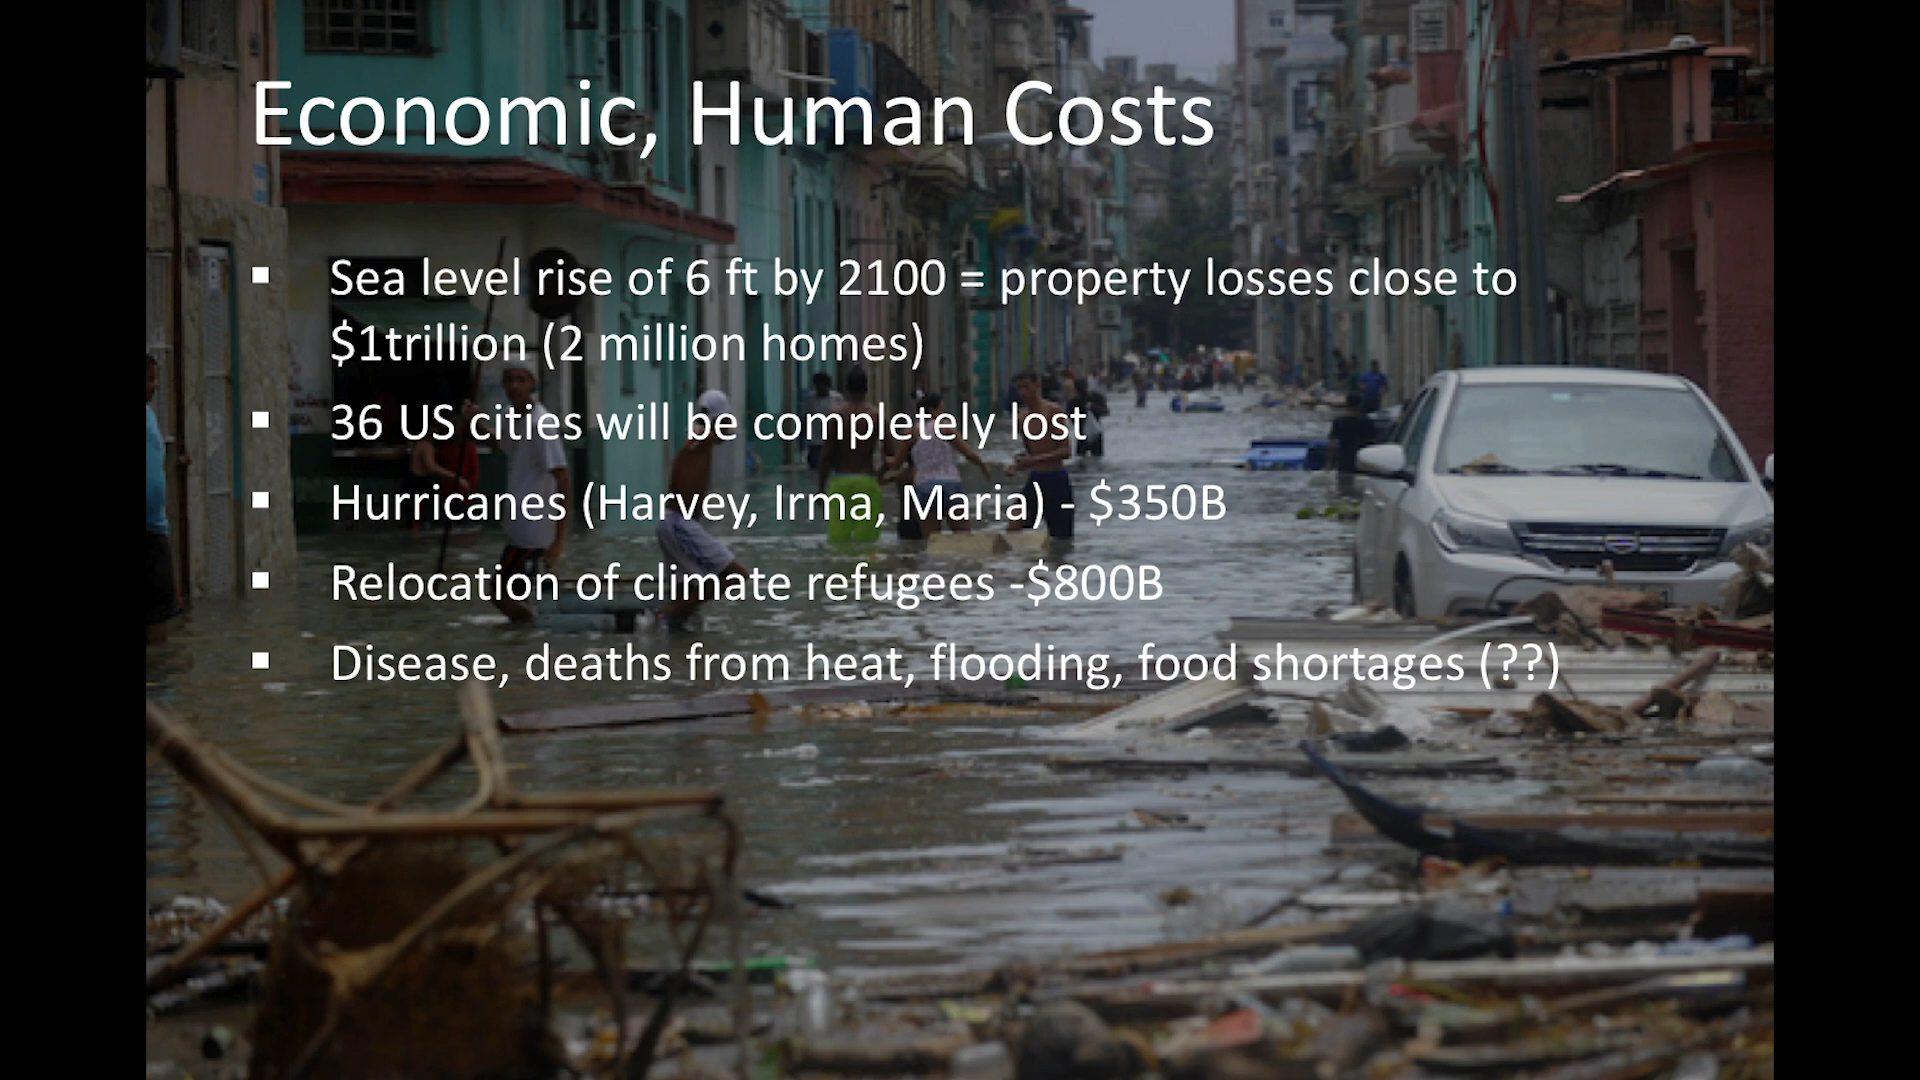 Economic, Human Costs
▪ Sea level rise of 6 ft by 2100 = property losses close to
$1trillion (2 million homes)
▪ 36 US cities will be completely lost
▪ Hurricanes (Harvey, Irma, Maria) - $350B
▪ Relocation of climate refugees -$800B
▪ Disease, deaths from heat, flooding, food shortages (??)